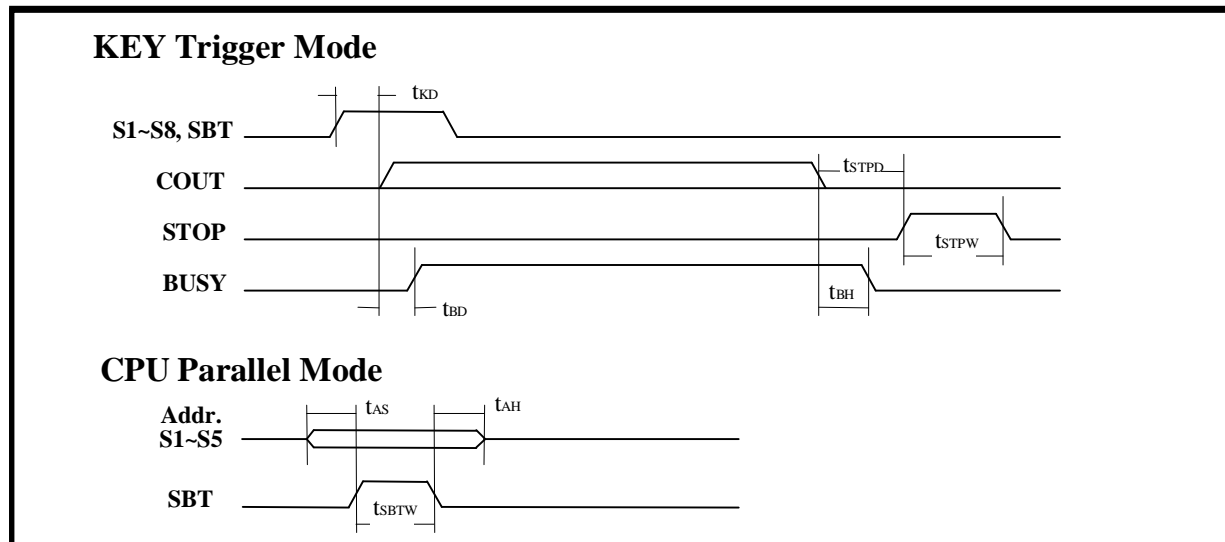 KEY Trigger Mode
tKD
S1~S8, SBT
COUT
tSTPD
STOP
tSTPW
BUSY
tBD
tBH
CPU Parallel Mode
Addr.
S1~S5
tAS
tAH
SBT
tSBTW